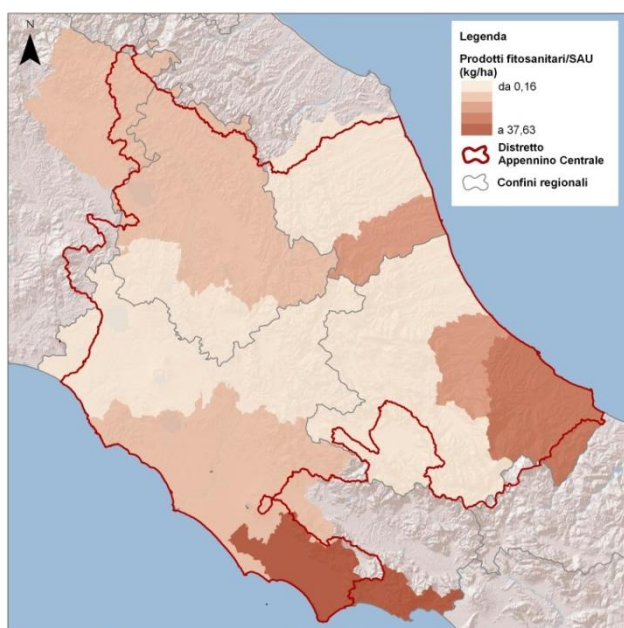 N
Legenda
Prodotti fitosanitari/SAU
(kg/ha)
da 0,16
a 37,63
Distretto
Appennino Centrale
Confini regionali